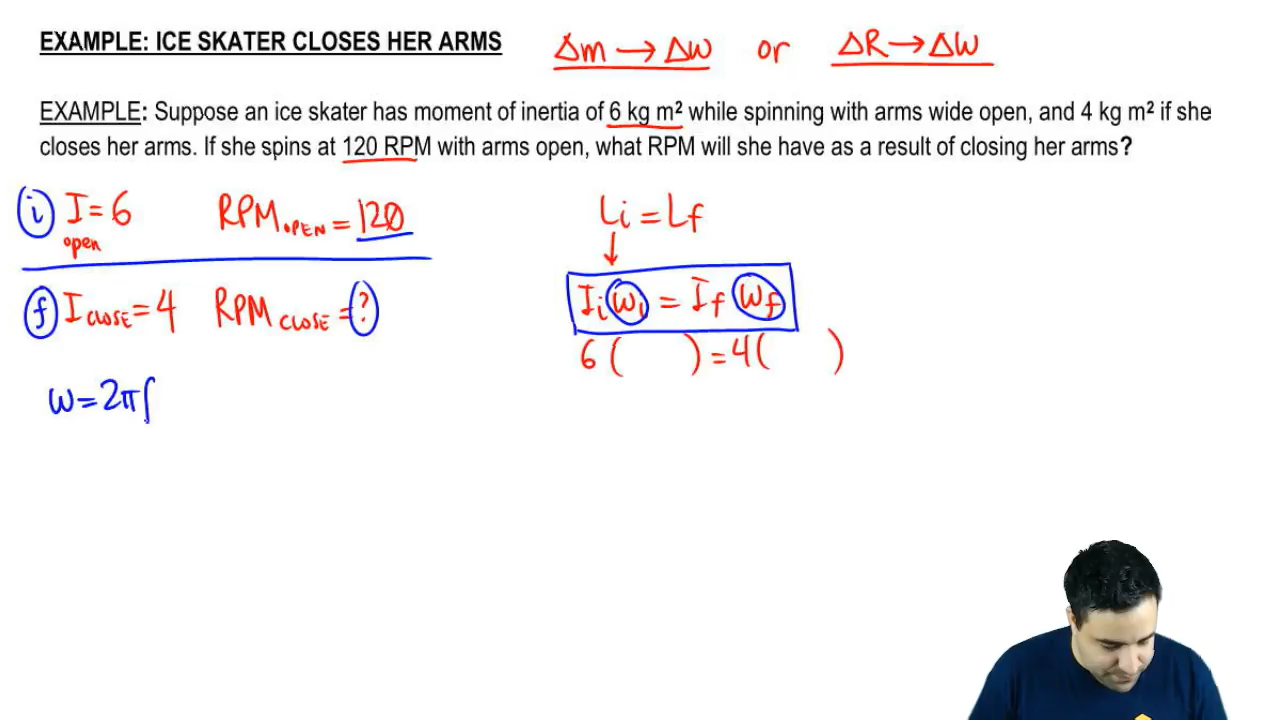 EXAMPLE: ICE SKATER CLOSES HER ARMS
Δm → Δω or ΔR → Δω
EXAMPLE: Suppose an ice skater has moment of inertia of 6 kg m² while spinning with arms wide open, and 4 kg m² if she
closes her arms. If she spins at 120 RPM with arms open, what RPM will she have as a result of closing her arms?
i I = 6 RPM OPEN = 120
open
f I CLOSE = 4 RPM CLOSE = ?
Li = Lf
↓
Ii ωi = If ωf
6 ( ) = 4 ( )
ω = 2πf